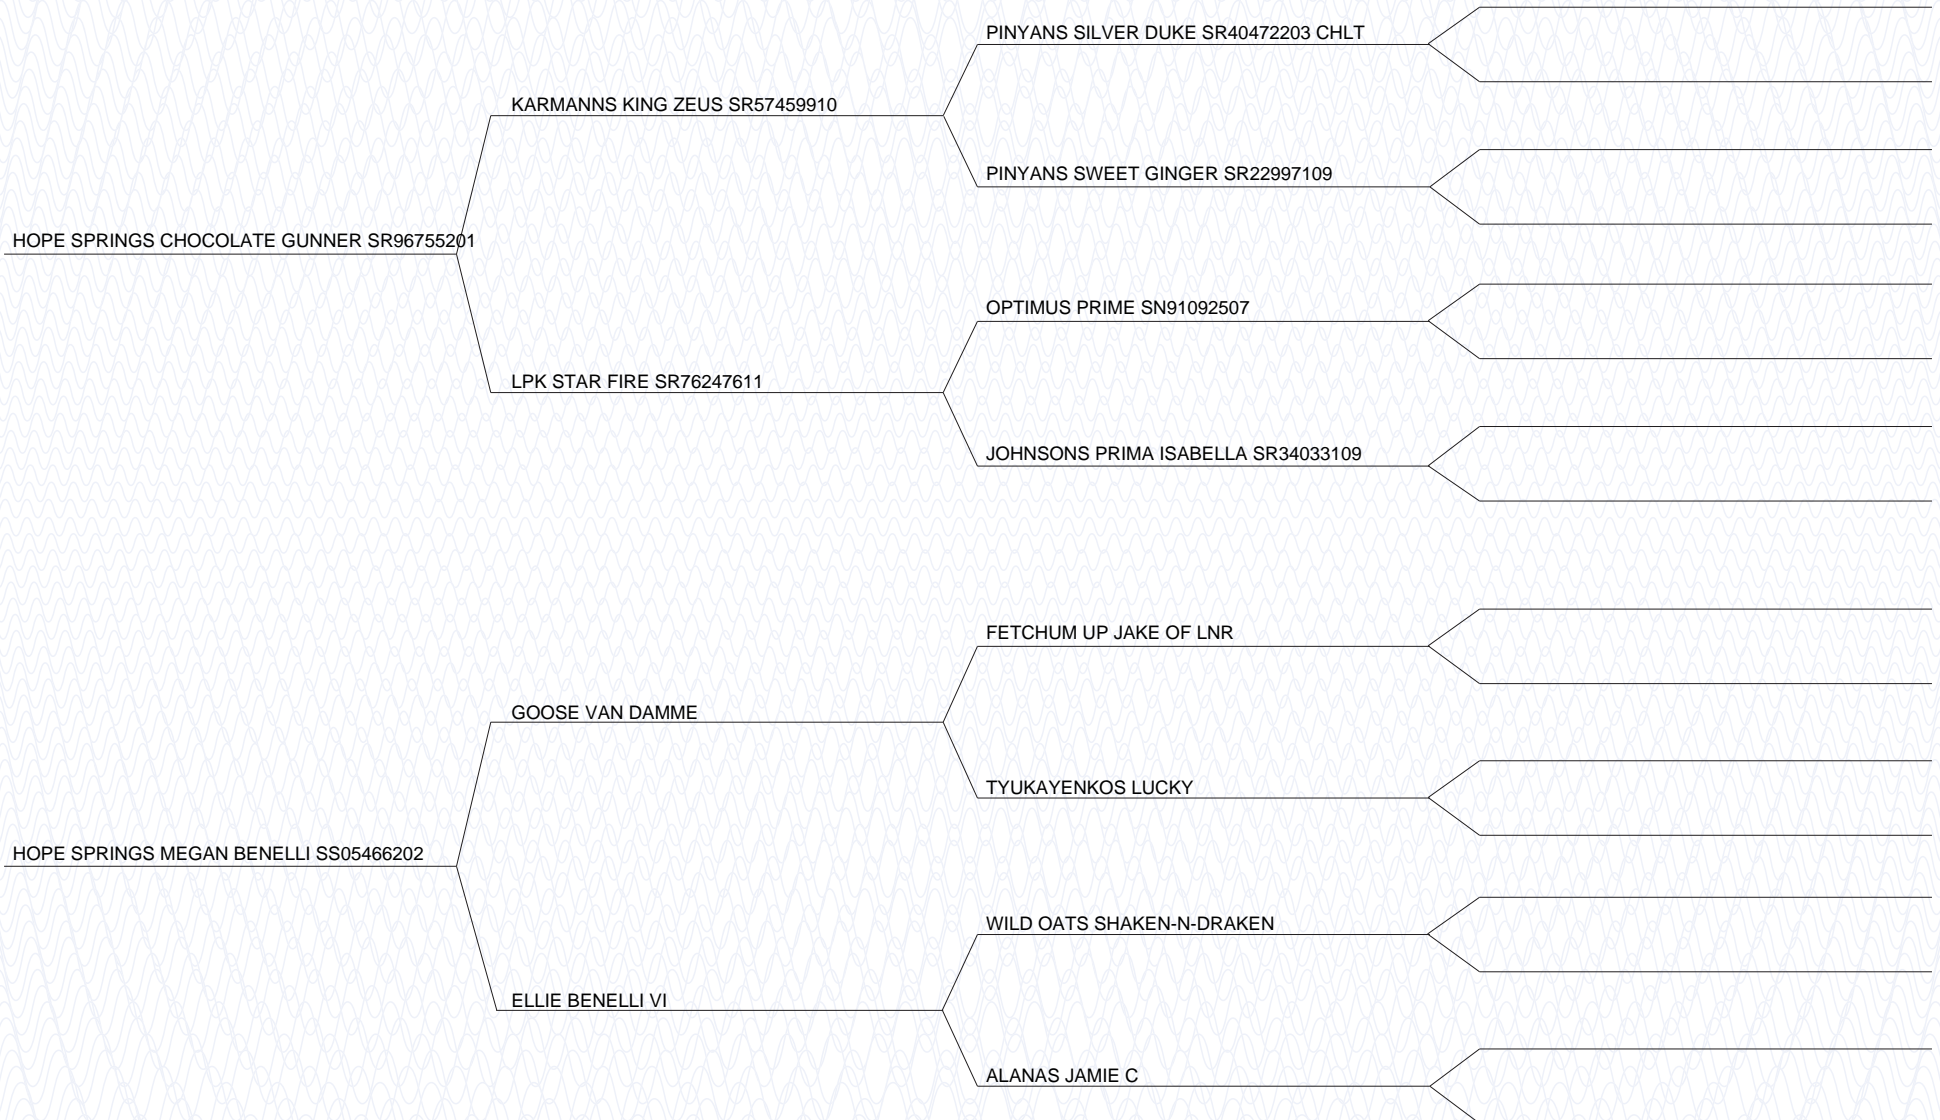 PINYANS SILVER DUKE SR40472203 CHLT
KARMANNS KING ZEUS SR57459910
PINYANS SWEET GINGER SR22997109
HOPE SPRINGS CHOCOLATE GUNNER SR96755201
OPTIMUS PRIME SN91092507
LPK STAR FIRE SR76247611
JOHNSONS PRIMA ISABELLA SR34033109
FETCHUM UP JAKE OF LNR
GOOSE VAN DAMME
TYUKAYENKOS LUCKY
HOPE SPRINGS MEGAN BENELLI SS05466202
WILD OATS SHAKEN-N-DRAKEN
ELLIE BENELLI VI
ALANAS JAMIE C